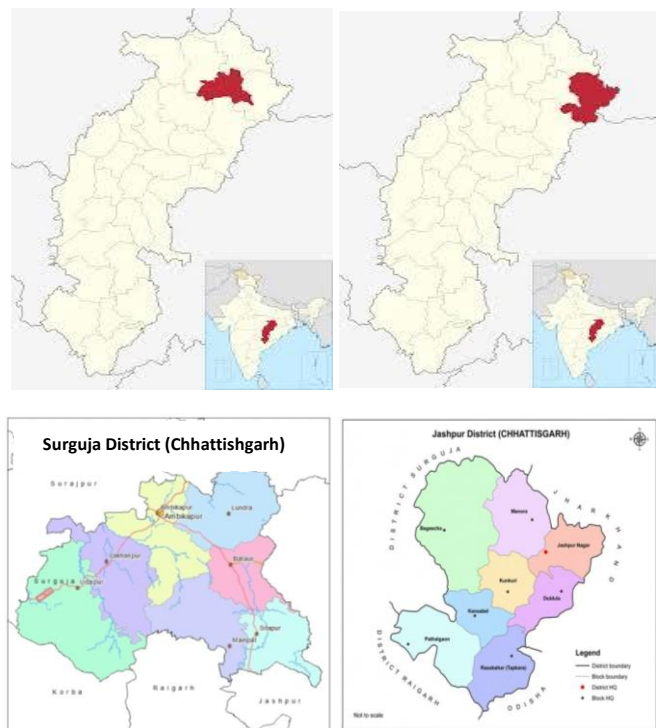 Surguja District (Chhattishgarh)
Surajpur
Ambikapur
Ambikapur
Lundra
Lakhanpur
Batauli
Surguja
Udaipur
Sitapur
Mainpat
Korba
Raigarh
Jashpur
Jashpur District (CHHATTISGARH)
DISTRICT SURGUJA
JHARKHAND
Manora
Bageecha
Jashpur Nagar
Kunkuri
Duldula
Kansabel
Pathalgaon
DISTRICT RAIGARH
ODISHA
Legend
District boundary
Block boundary
District HQ
Block HQ
Not to scale